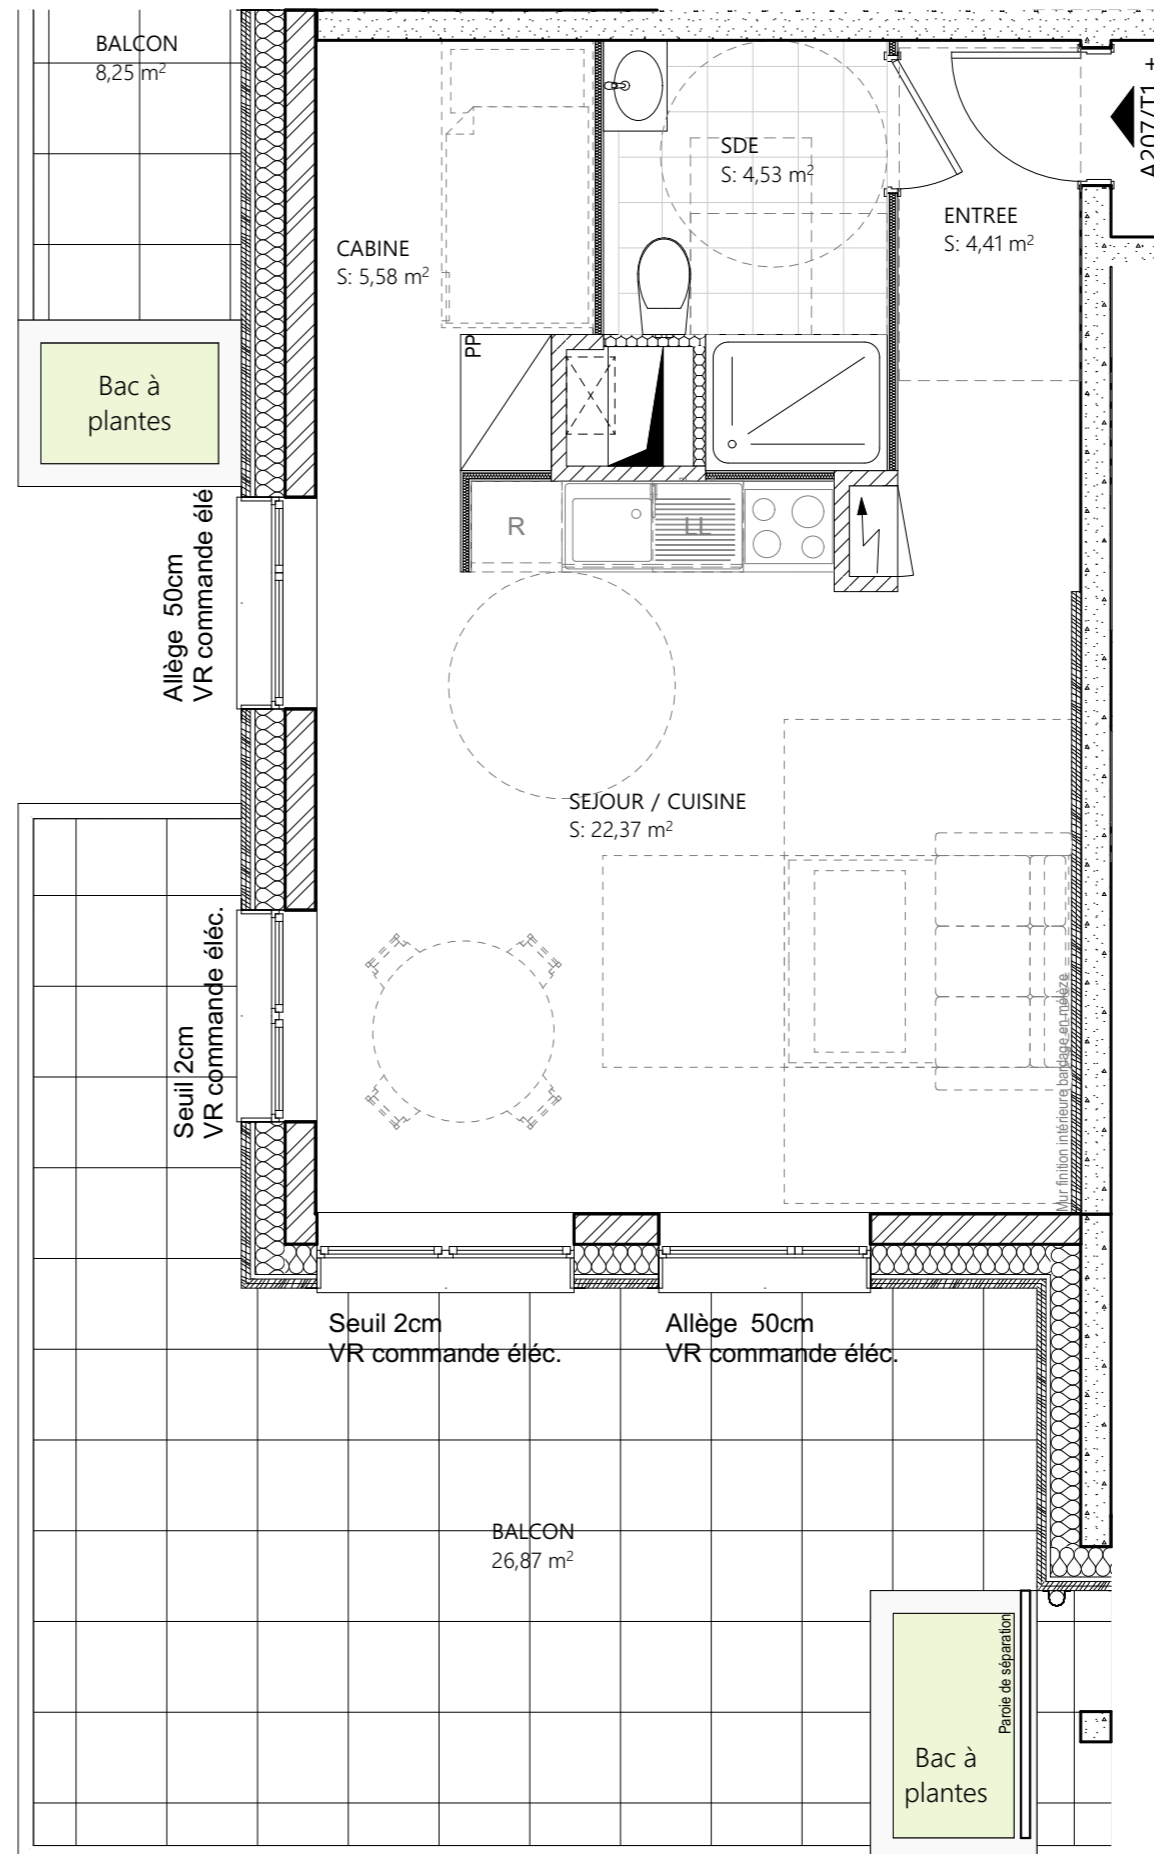 BALCON
8,25 m²
A207/T1 +
SDE
S: 4,53 m²
ENTREE
S: 4,41 m²
CABINE
S: 5,58 m²
PP
Bac à
plantes
R
LL
Allège 50cm
VR commande élé
SEJOUR / CUISINE
S: 22,37 m²
Seuil 2cm
VR commande éléc.
Mur finition intérieure bardage en mélèze
Seuil 2cm
VR commande éléc.
Allège 50cm
VR commande éléc.
BALCON
26,87 m²
Paroie de séparation
Bac à
plantes